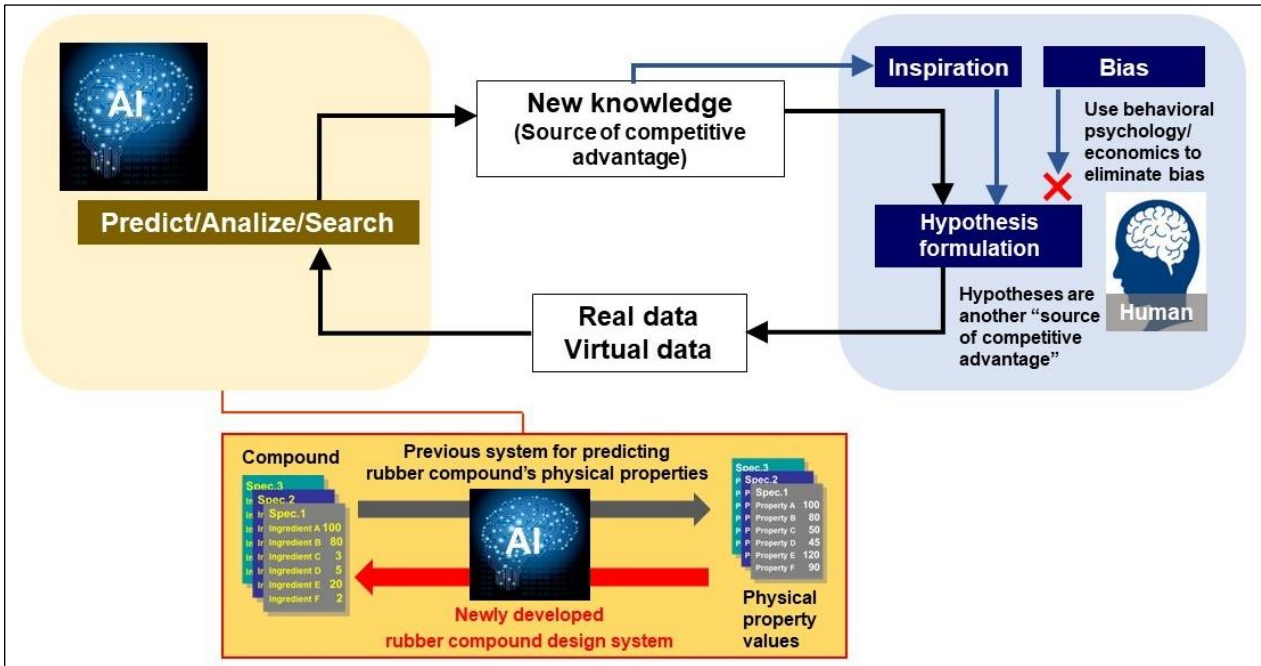 AI
Predict/Analize/Search
New knowledge
(Source of competitive
advantage)
Real data
Virtual data
Inspiration
Bias
Use behavioral
psychology/
economics to
eliminate bias
Hypothesis
formulation
Hypotheses are
another “source
of competitive
advantage”
Human
Compound
Spec.3
In
Spec.2
In
Spec.1
Ingredient A 100
Ingredient B 80
Ingredient C 3
Ingredient D 5
Ingredient E 20
Ingredient F 2
Previous system for predicting
rubber compound’s physical properties
AI
Newly developed
rubber compound design system
Spec.3
P
Spec.2
P
Spec.1
Property A 100
Property B 80
Property C 50
Property D 45
Property E 120
Property F 90
Physical
property
values